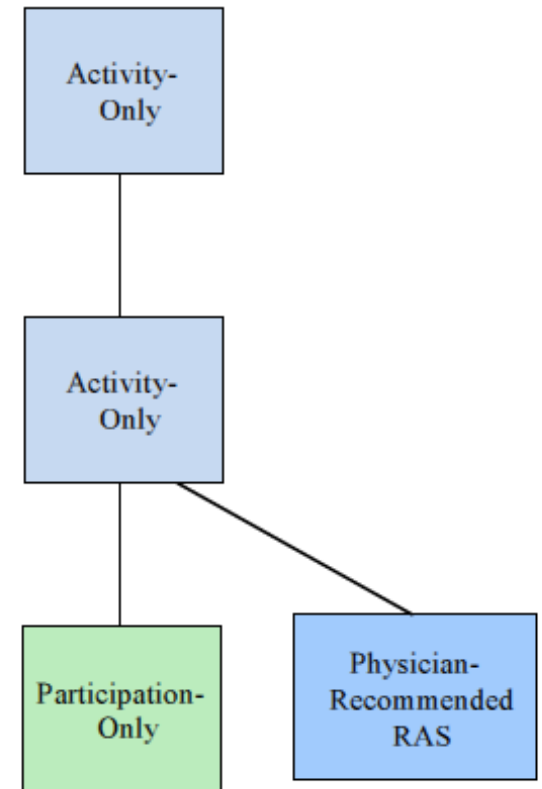 Activity-
Only
Activity-
Only
Participation-
Only
Physician-
Recommended
RAS